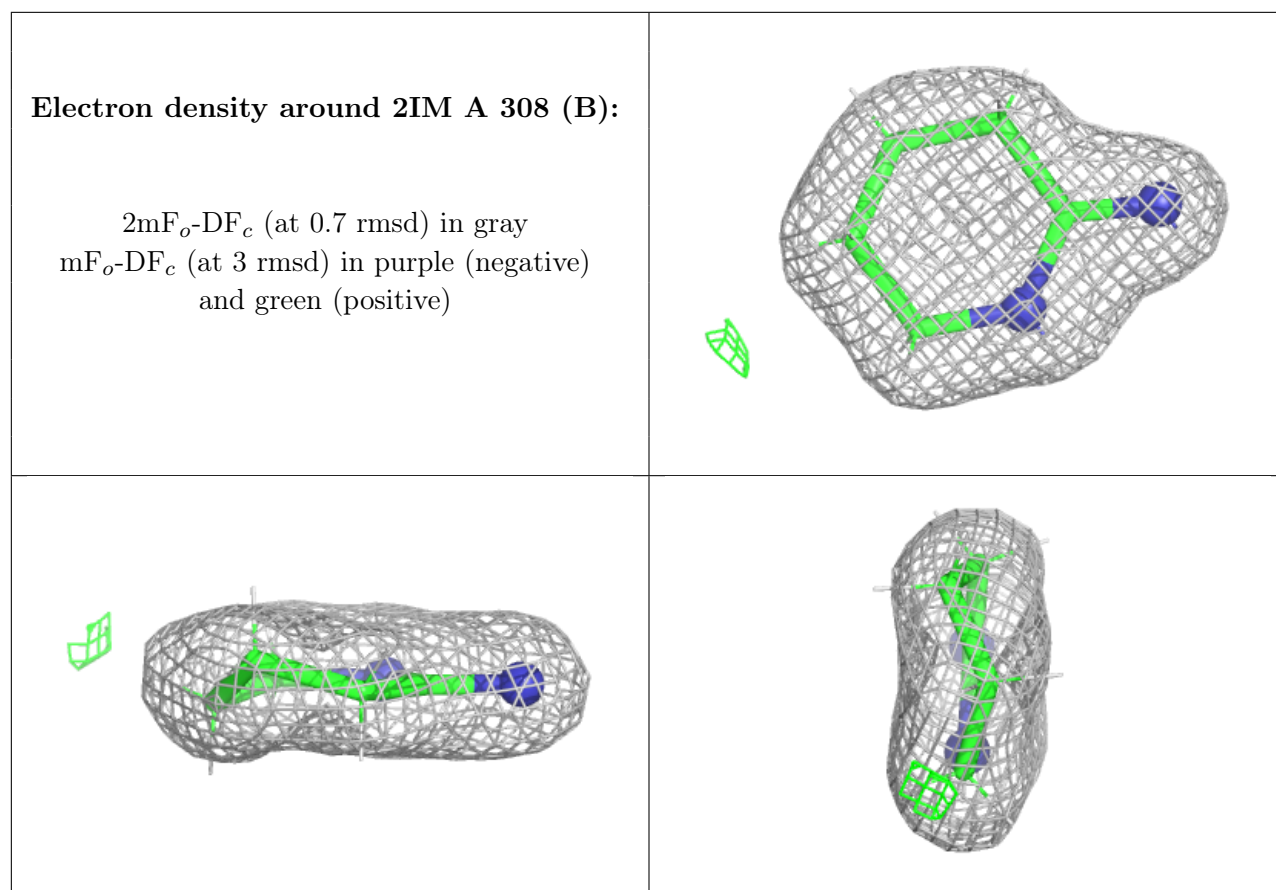 Electron density around 2IM A 308 (B):
2mFo-DFc (at 0.7 rmsd) in gray
mFo-DFc (at 3 rmsd) in purple (negative)
and green (positive)